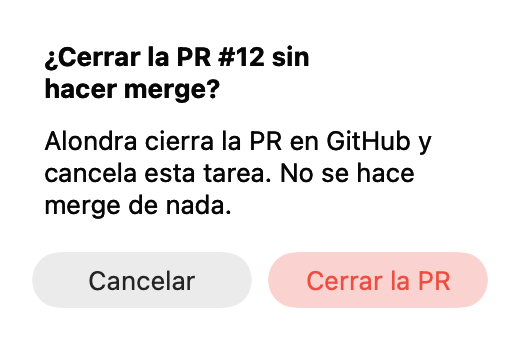 ¿Cerrar la PR #12 sin
hacer merge?
Alondra cierra la PR en GitHub y
cancela esta tarea. No se hace
merge de nada.
Cancelar
Cerrar la PR